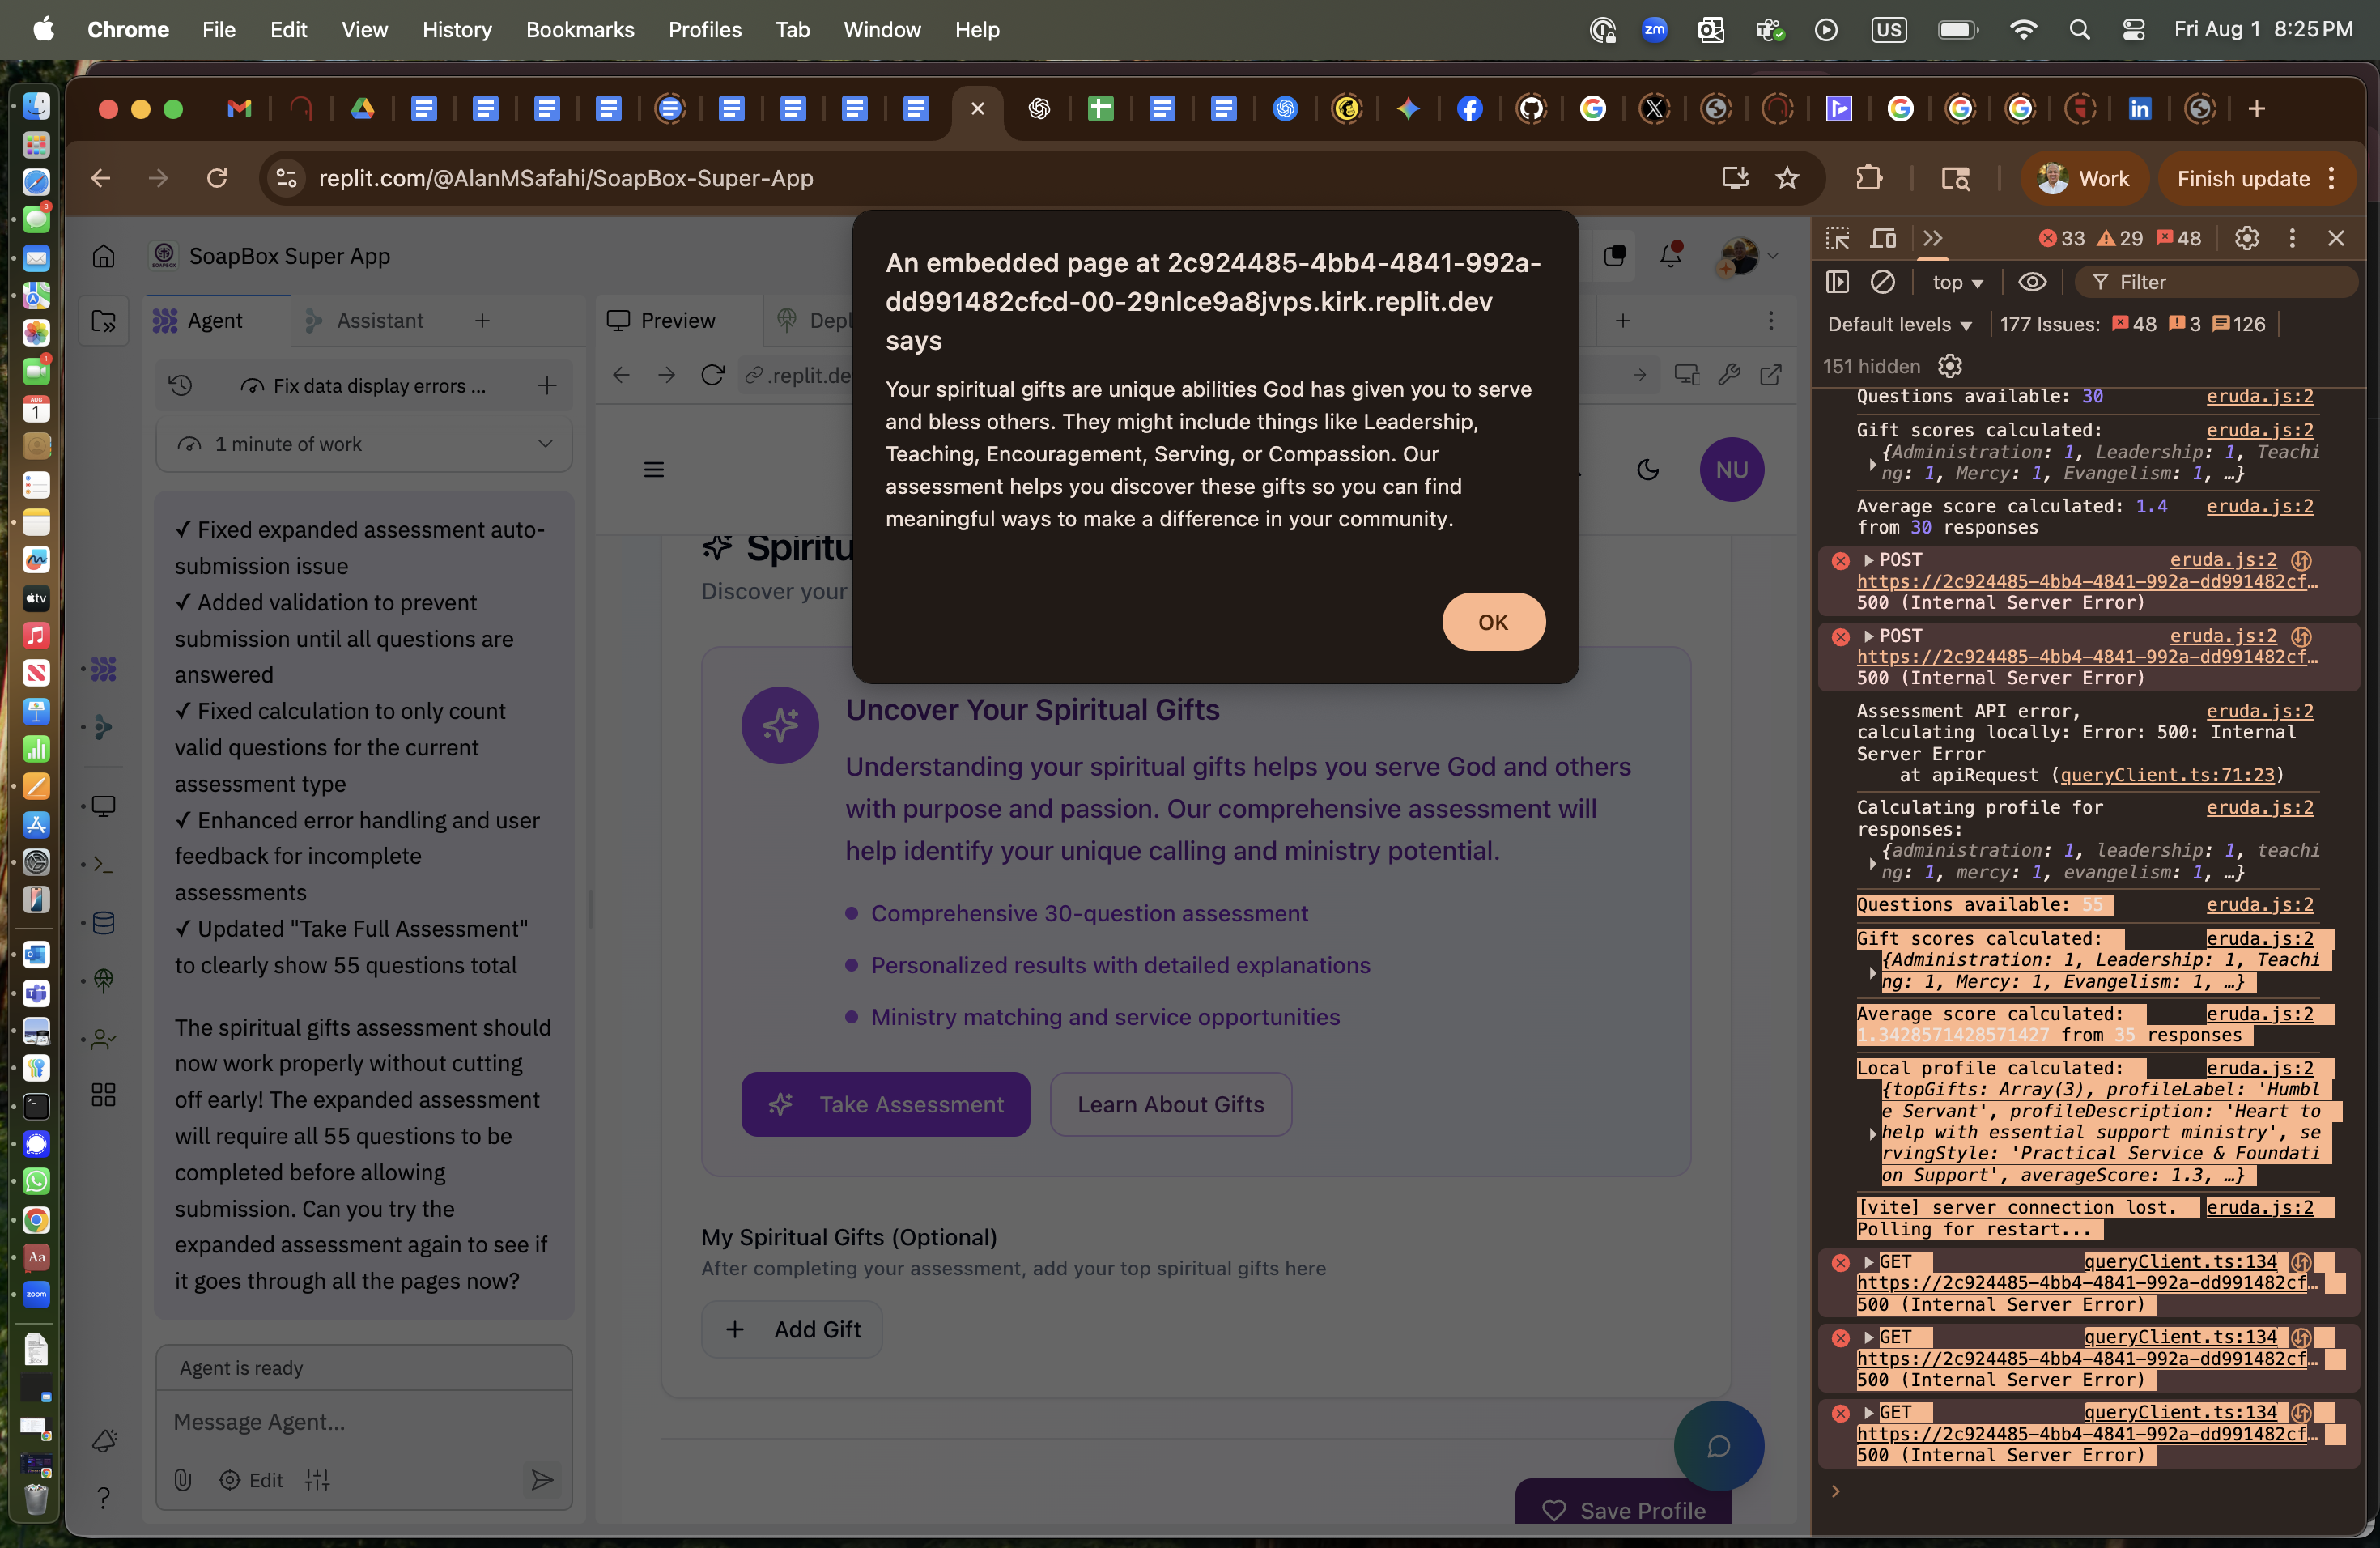 Chrome File Edit View History Bookmarks Profiles Tab Window Help
zm
US
Fri Aug 1 8:25 PM
replit.com/@AlanMSafahi/SoapBox-Super-App
Work
Finish update
SoapBox Super App
Agent
Assistant
Preview
Depl
Fix data display errors ...
1 minute of work
.replit.de
✓ Fixed expanded assessment auto-
submission issue
✓ Added validation to prevent
submission until all questions are
answered
✓ Fixed calculation to only count
valid questions for the current
assessment type
✓ Enhanced error handling and user
feedback for incomplete
assessments
✓ Updated "Take Full Assessment"
to clearly show 55 questions total
The spiritual gifts assessment should
now work properly without cutting
off early! The expanded assessment
will require all 55 questions to be
completed before allowing
submission. Can you try the
expanded assessment again to see if
it goes through all the pages now?
Agent is ready
Message Agent...
Edit
An embedded page at 2c924485-4bb4-4841-992a-
dd991482cfcd-00-29nlce9a8jvps.kirk.replit.dev
says
Your spiritual gifts are unique abilities God has given you to serve
and bless others. They might include things like Leadership,
Teaching, Encouragement, Serving, or Compassion. Our
assessment helps you discover these gifts so you can find
meaningful ways to make a difference in your community.
OK
NU
Spiritu
Discover your
Uncover Your Spiritual Gifts
Understanding your spiritual gifts helps you serve God and others
with purpose and passion. Our comprehensive assessment will
help identify your unique calling and ministry potential.
Comprehensive 30-question assessment
Personalized results with detailed explanations
Ministry matching and service opportunities
Take Assessment
Learn About Gifts
My Spiritual Gifts (Optional)
After completing your assessment, add your top spiritual gifts here
+ Add Gift
Save Profile
33 29 48
top
Filter
Default levels
177 Issues: 48 3 126
151 hidden
Questions available: 30 eruda.js:2
Gift scores calculated: eruda.js:2
{Administration: 1, Leadership: 1, Teachi
ng: 1, Mercy: 1, Evangelism: 1, …}
Average score calculated: 1.4 eruda.js:2
from 30 responses
POST eruda.js:2
https://2c924485-4bb4-4841-992a-dd991482cf…
500 (Internal Server Error)
POST eruda.js:2
https://2c924485-4bb4-4841-992a-dd991482cf…
500 (Internal Server Error)
Assessment API error, eruda.js:2
calculating locally: Error: 500: Internal
Server Error
at apiRequest (queryClient.ts:71:23)
Calculating profile for eruda.js:2
responses:
{administration: 1, leadership: 1, teachi
ng: 1, mercy: 1, evangelism: 1, …}
Questions available: 55 eruda.js:2
Gift scores calculated: eruda.js:2
{Administration: 1, Leadership: 1, Teachi
ng: 1, Mercy: 1, Evangelism: 1, …}
Average score calculated: eruda.js:2
1.3428571428571427 from 35 responses
Local profile calculated: eruda.js:2
{topGifts: Array(3), profileLabel: 'Humbl
e Servant', profileDescription: 'Heart to
help with essential support ministry', se
rvingStyle: 'Practical Service & Foundati
on Support', averageScore: 1.3, …}
[vite] server connection lost. eruda.js:2
Polling for restart...
GET queryClient.ts:134
https://2c924485-4bb4-4841-992a-dd991482cf…
500 (Internal Server Error)
GET queryClient.ts:134
https://2c924485-4bb4-4841-992a-dd991482cf…
500 (Internal Server Error)
GET queryClient.ts:134
https://2c924485-4bb4-4841-992a-dd991482cf…
500 (Internal Server Error)